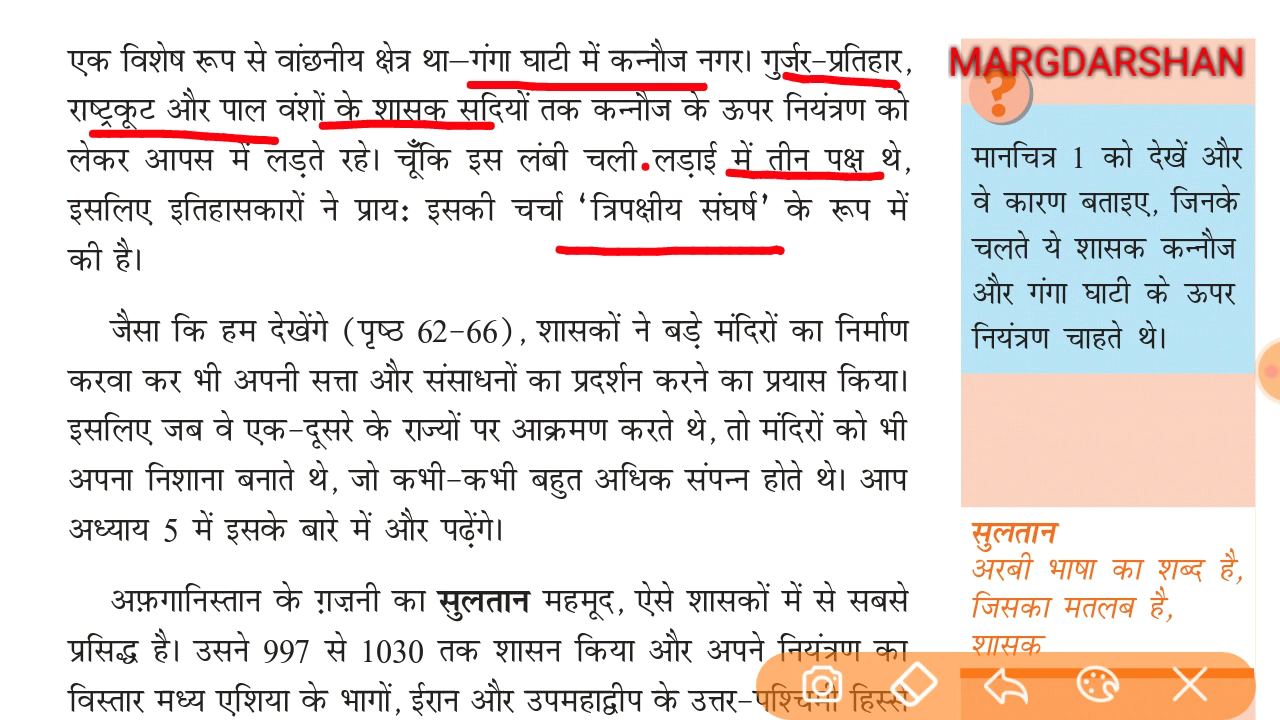 एक विशेष रूप से वांछनीय क्षेत्र था–गंगा घाटी में कन्नौज नगर। गुर्जर-प्रतिहार,
राष्ट्रकूट और पाल वंशों के शासक सदियों तक कन्नौज के ऊपर नियंत्रण को
लेकर आपस में लड़ते रहे। चूँकि इस लंबी चली लड़ाई में तीन पक्ष थे,
इसलिए इतिहासकारों ने प्राय: इसकी चर्चा ‘त्रिपक्षीय संघर्ष’ के रूप में
की है।
जैसा कि हम देखेंगे (पृष्ठ 62-66), शासकों ने बड़े मंदिरों का निर्माण
करवा कर भी अपनी सत्ता और संसाधनों का प्रदर्शन करने का प्रयास किया।
इसलिए जब वे एक-दूसरे के राज्यों पर आक्रमण करते थे, तो मंदिरों को भी
अपना निशाना बनाते थे, जो कभी-कभी बहुत अधिक संपन्न होते थे। आप
अध्याय 5 में इसके बारे में और पढ़ेंगे।
अफ़गानिस्तान के ग़ज़नी का सुलतान महमूद, ऐसे शासकों में से सबसे
प्रसिद्ध है। उसने 997 से 1030 तक शासन किया और अपने नियंत्रण का
विस्तार मध्य एशिया के भागों, ईरान और उपमहाद्वीप के उत्तर-पश्चिमी हिस्से
MARGDARSHAN
?
मानचित्र 1 को देखें और
वे कारण बताइए, जिनके
चलते ये शासक कन्नौज
और गंगा घाटी के ऊपर
नियंत्रण चाहते थे।
सुलतान
अरबी भाषा का शब्द है,
जिसका मतलब है,
शासक